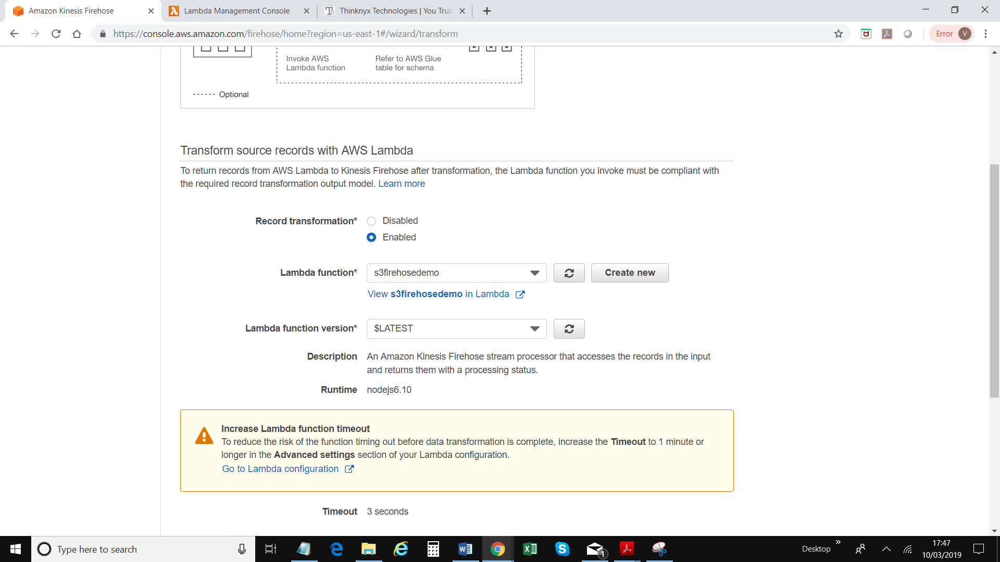 Amazon Kinesis Firehose
Lambda Management Console
Thinknyx Technologies | You Trus
https://console.aws.amazon.com/firehose/home?region=us-east-1#/wizard/transform
Error V
Invoke AWS
Lambda function
Refer to AWS Glue
table for schema
------ Optional
Transform source records with AWS Lambda
To return records from AWS Lambda to Kinesis Firehose after transformation, the Lambda function you invoke must be compliant with
the required record transformation output model. Learn more
Record transformation* Disabled
Enabled
Lambda function* s3firehosedemo Create new
View s3firehosedemo in Lambda
Lambda function version* $LATEST
Description An Amazon Kinesis Firehose stream processor that accesses the records in the input
and returns them with a processing status.
Runtime nodejs6.10
Increase Lambda function timeout
To reduce the risk of the function timing out before data transformation is complete, increase the Timeout to 1 minute or
longer in the Advanced settings section of your Lambda configuration.
Go to Lambda configuration
Timeout 3 seconds
Type here to search
1
Desktop
17:47
10/03/2019